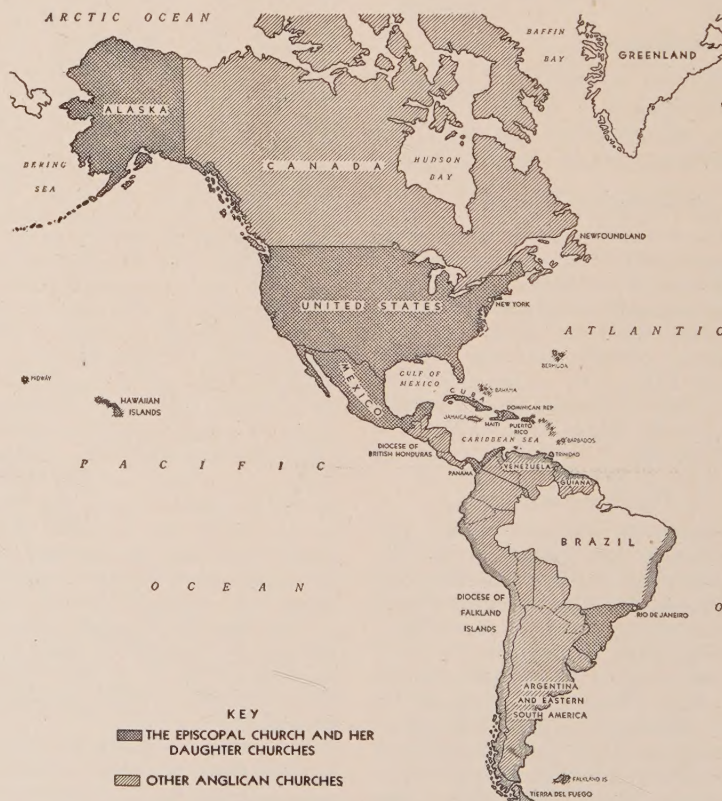 ARCTIC OCEAN
BAFFIN
BAY
GREENLAND
ALASKA
BERING
SEA
CANADA
HUDSON
BAY
NEWFOUNDLAND
UNITED STATES
NEW YORK
ATLANTIC
BERMUDA
GULF OF
MEXICO
MEXICO
MIDWAY
HAWAIIAN
ISLANDS
CUBA
BAHAMA
JAMAICA
HAITI
DOMINICAN REP.
PUERTO
RICO
BARBADOS
CARIBBEAN SEA
TRINIDAD
DIOCESE OF
BRITISH HONDURAS
PANAMA
VENEZUELA
GUIANA
PACIFIC
OCEAN
BRAZIL
DIOCESE OF
FALKLAND
ISLANDS
RIO DE JANEIRO
O
ARGENTINA
AND EASTERN
SOUTH AMERICA
FALKLAND IS
TIERRA DEL FUEGO
KEY
THE EPISCOPAL CHURCH AND HER
DAUGHTER CHURCHES
OTHER ANGLICAN CHURCHES